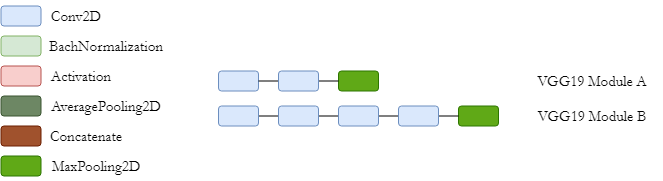 Conv2D
BachNormalization
Activation
AveragePooling2D
Concatenate
MaxPooling2D
VGG19 Module A
VGG19 Module B